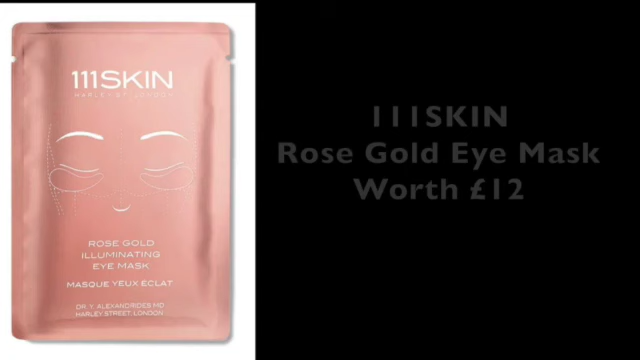 111SKIN
HARLEY ST LONDON
ROSE GOLD
ILLUMINATING
EYE MASK
MASQUE YEUX ECLAT
DR. Y. ALEXANDRIDES MD
HARLEY STREET LONDON
111SKIN
Rose Gold Eye Mask
Worth £12